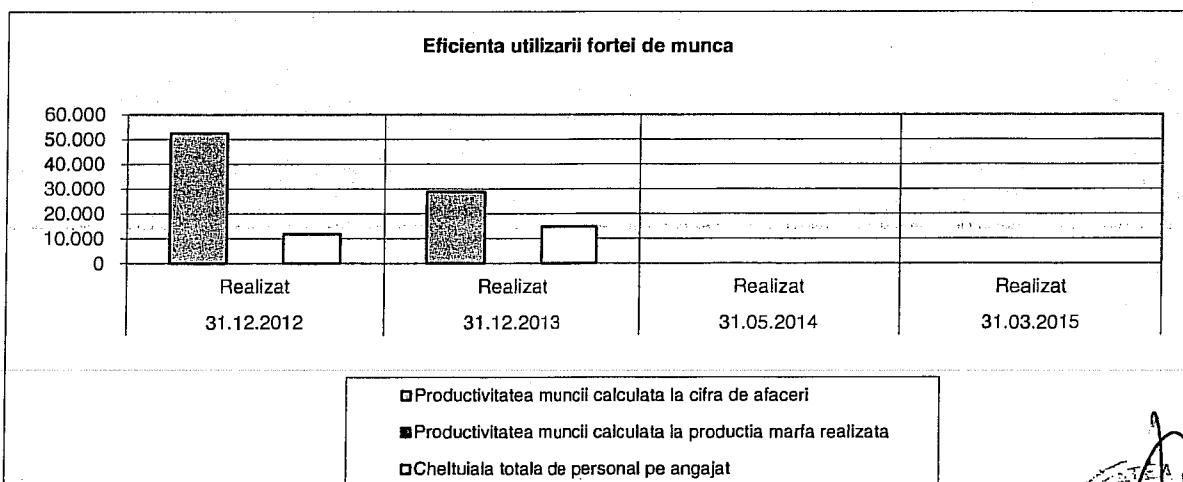 Eficienta utilizarii fortei de munca
60.000
50.000
40.000
30.000
20.000
10.000
0
Realizat Realizat Realizat Realizat
31.12.2012 31.12.2013 31.05.2014 31.03.2015
Productivitatea muncii calculata la cifra de afaceri
Productivitatea muncii calculata la productia marfa realizata
Cheltuiala totala de personal pe angajat